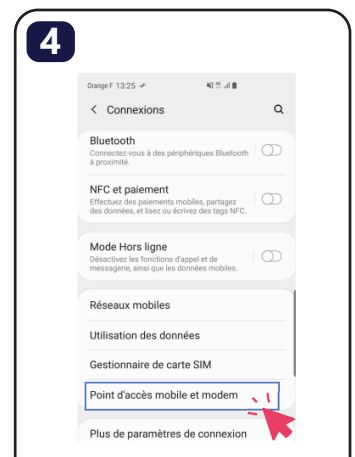 4
Orange F 13:25
Connexions
Bluetooth
Connectez-vous à des périphériques Bluetooth
à proximité.
NFC et paiement
Effectuez des paiements mobiles, partagez
des données, et lisez ou écrivez des tags NFC.
Mode Hors ligne
Désactivez les fonctions d'appel et de
messagerie, ainsi que les données mobiles.
Réseaux mobiles
Utilisation des données
Gestionnaire de carte SIM
Point d'accès mobile et modem
Plus de paramètres de connexion